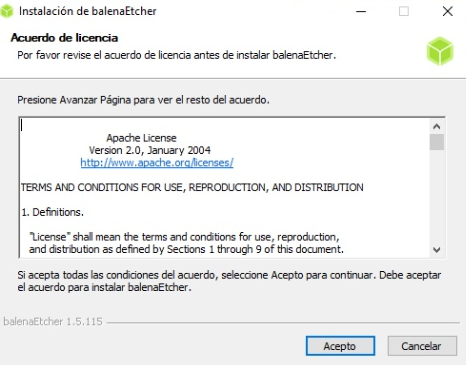 Instalación de balenaEtcher
Acuerdo de licencia
Por favor revise el acuerdo de licencia antes de instalar balenaEtcher.
Presione Avanzar Página para ver el resto del acuerdo.
Apache License
Version 2.0, January 2004
http://www.apache.org/licenses/
TERMS AND CONDITIONS FOR USE, REPRODUCTION, AND DISTRIBUTION
1. Definitions.
"License" shall mean the terms and conditions for use, reproduction,
and distribution as defined by Sections 1 through 9 of this document.
Si acepta todas las condiciones del acuerdo, seleccione Acepto para continuar. Debe aceptar
el acuerdo para instalar balenaEtcher.
balenaEtcher 1.5.115
Acepto Cancelar